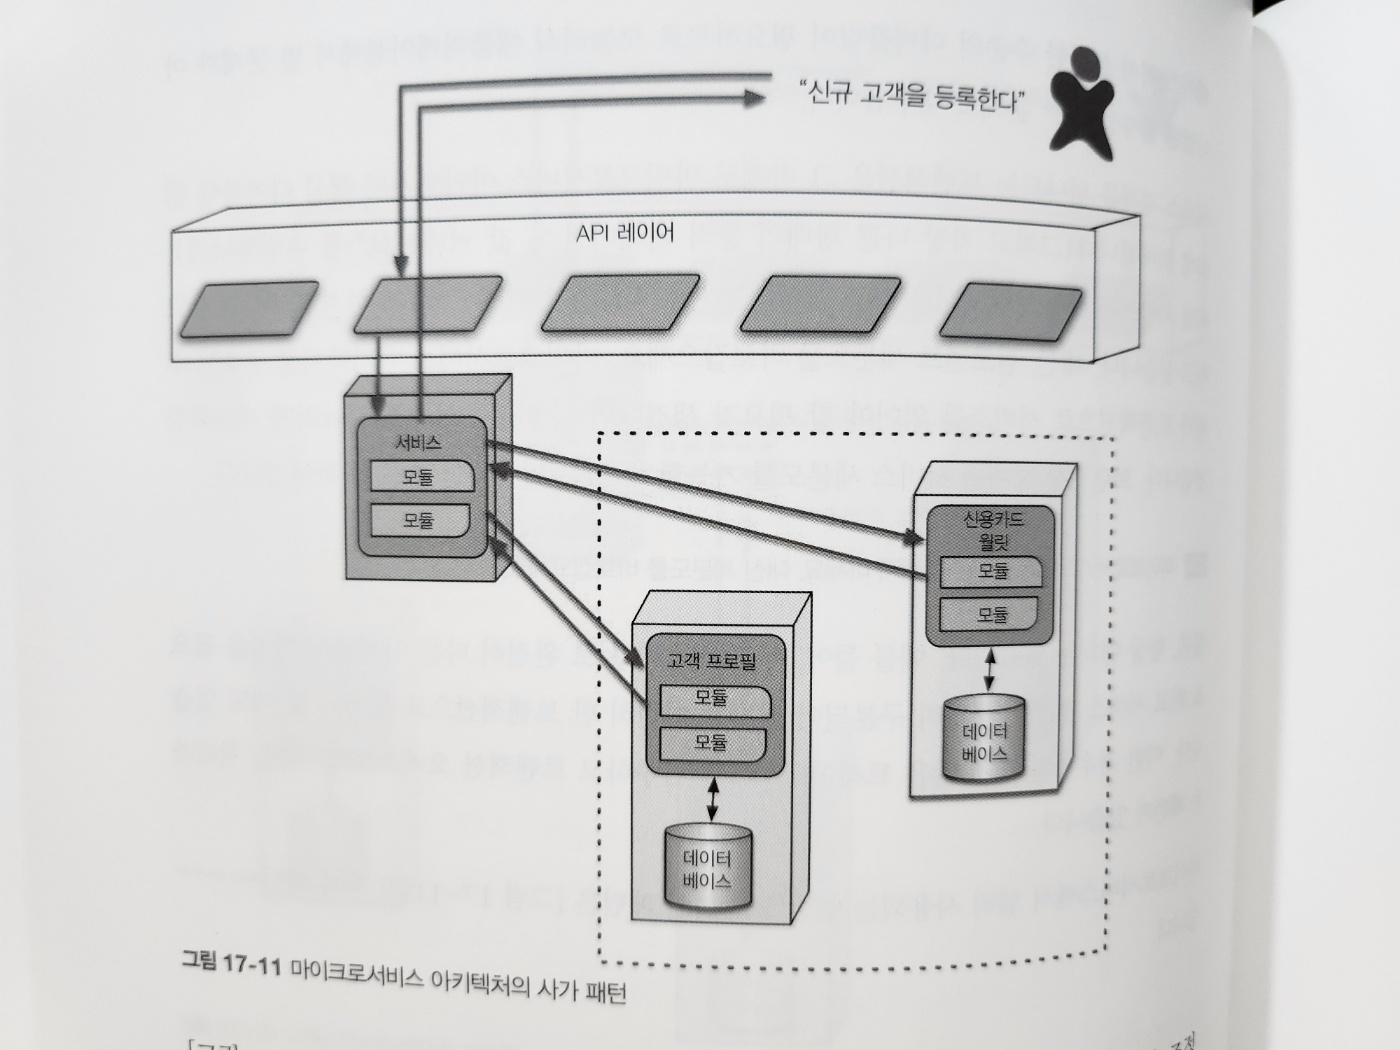 “신규 고객을 등록한다”
API 레이어
서비스
모듈
모듈
신용카드
월릿
모듈
모듈
데이터
베이스
고객 프로필
모듈
모듈
데이터
베이스
그림 17-11 마이크로서비스 아키텍처의 사가 패턴